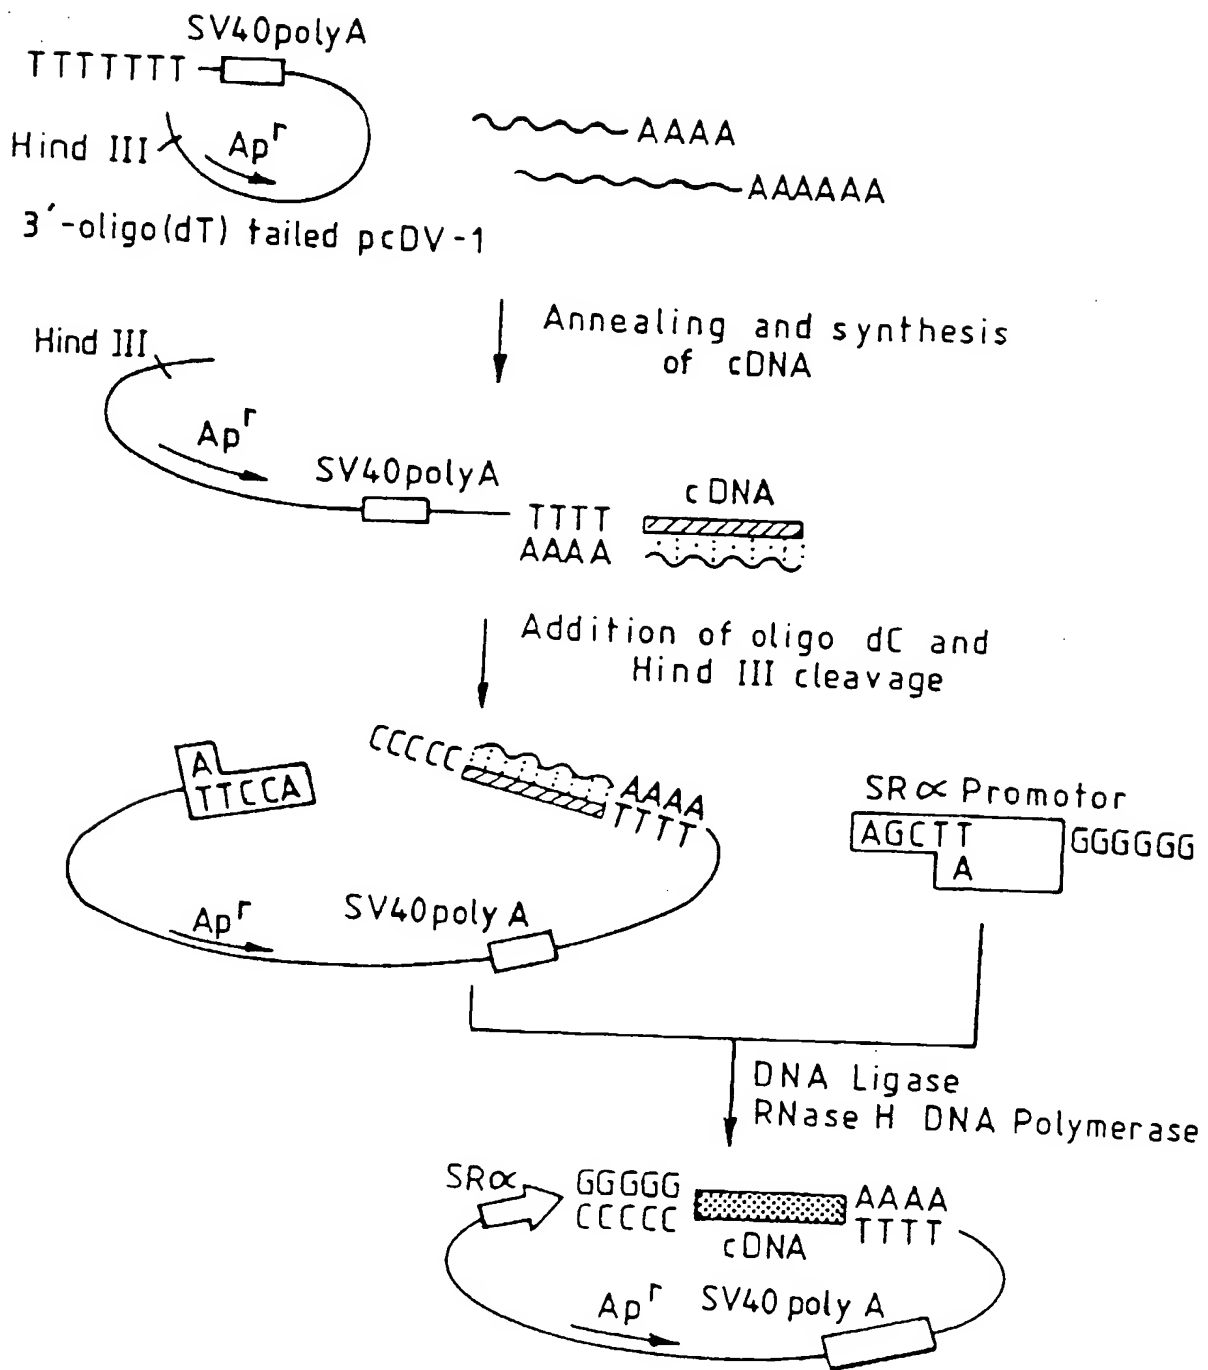 SV40polyA
TTTTTTT
Hind III
Ap^r
AAAA
AAAAAA
3'-oligo(dT) tailed pcDV-1
Annealing and synthesis
of cDNA
Hind III
Ap^r
SV40polyA
cDNA
TTTT
AAAA
Addition of oligo dC and
Hind III cleavage
CCCCC
A
TTCCA
AAAA
TTTT
SR∝ Promotor
AGCTT
GGGGGG
A
Ap^r
SV40poly A
DNA Ligase
RNase H DNA Polymerase
SR∝
GGGGG
AAAA
CCCCC
TTTT
cDNA
Ap^r
SV40 poly A